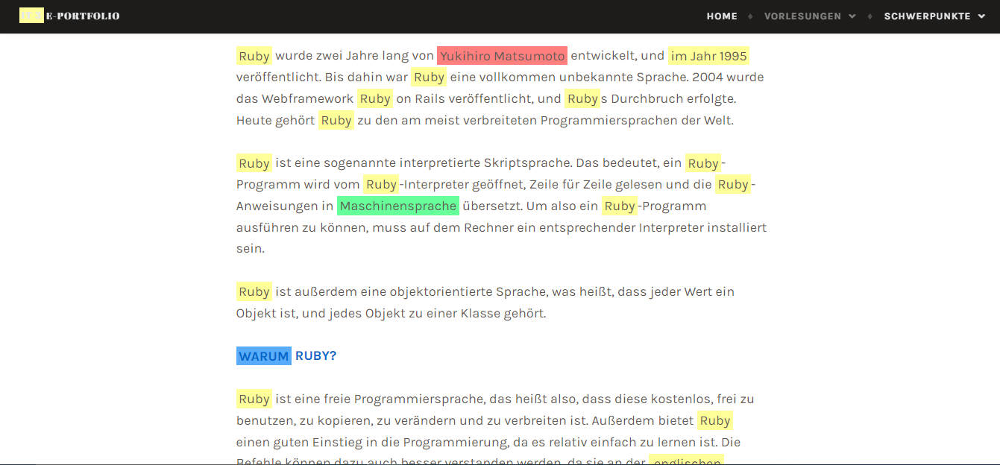 IT 3 E-PORTFOLIO
HOME ♦ VORLESUNGEN ♦ SCHWERPUNKTE
Ruby wurde zwei Jahre lang von Yukihiro Matsumoto entwickelt, und im Jahr 1995
veröffentlicht. Bis dahin war Ruby eine vollkommen unbekannte Sprache. 2004 wurde
das Webframework Ruby on Rails veröffentlicht, und Ruby s Durchbruch erfolgte.
Heute gehört Ruby zu den am meist verbreiteten Programmiersprachen der Welt.
Ruby ist eine sogenannte interpretierte Skriptsprache. Das bedeutet, ein Ruby-
Programm wird vom Ruby-Interpreter geöffnet, Zeile für Zeile gelesen und die Ruby-
Anweisungen in Maschinensprache übersetzt. Um also ein Ruby-Programm
ausführen zu können, muss auf dem Rechner ein entsprechender Interpreter installiert
sein.
Ruby ist außerdem eine objektorientierte Sprache, was heißt, dass jeder Wert ein
Objekt ist, und jedes Objekt zu einer Klasse gehört.
WARUM RUBY?
Ruby ist eine freie Programmiersprache, das heißt also, dass diese kostenlos, frei zu
benutzen, zu kopieren, zu verändern und zu verbreiten ist. Außerdem bietet Ruby
einen guten Einstieg in die Programmierung, da es relativ einfach zu lernen ist. Die
Befehle können dazu auch besser verstanden werden, da sie an der englischen